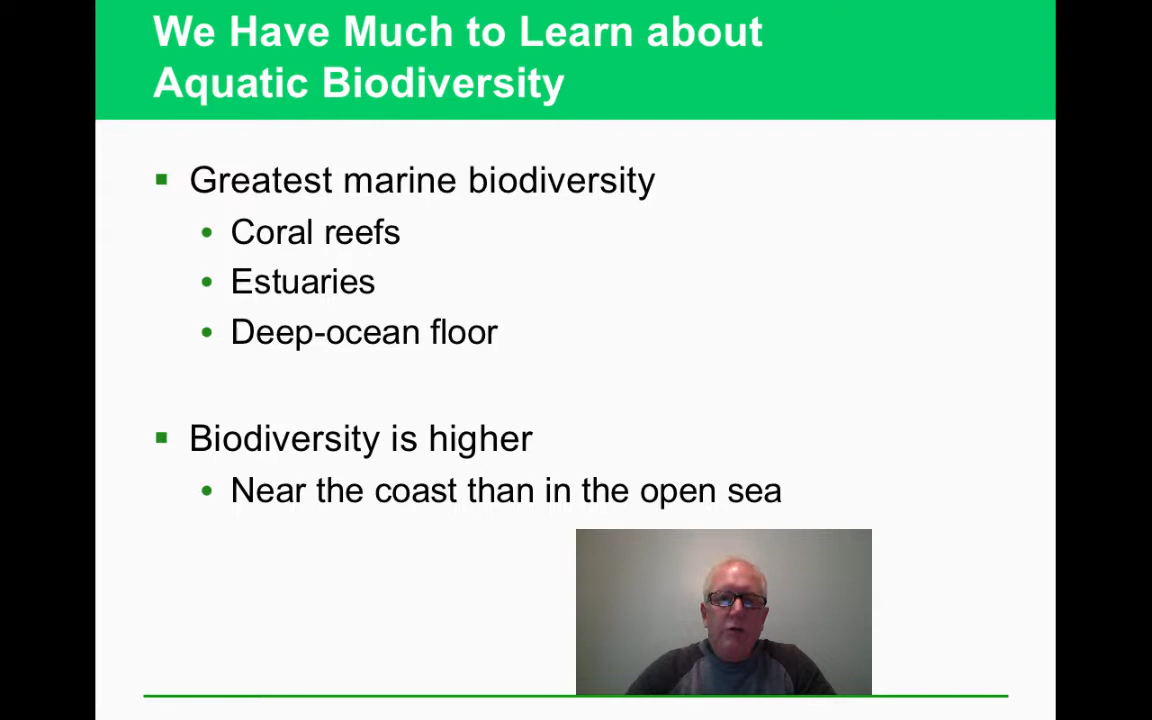 We Have Much to Learn about
Aquatic Biodiversity
Greatest marine biodiversity
Coral reefs
Estuaries
Deep-ocean floor
Biodiversity is higher
Near the coast than in the open sea